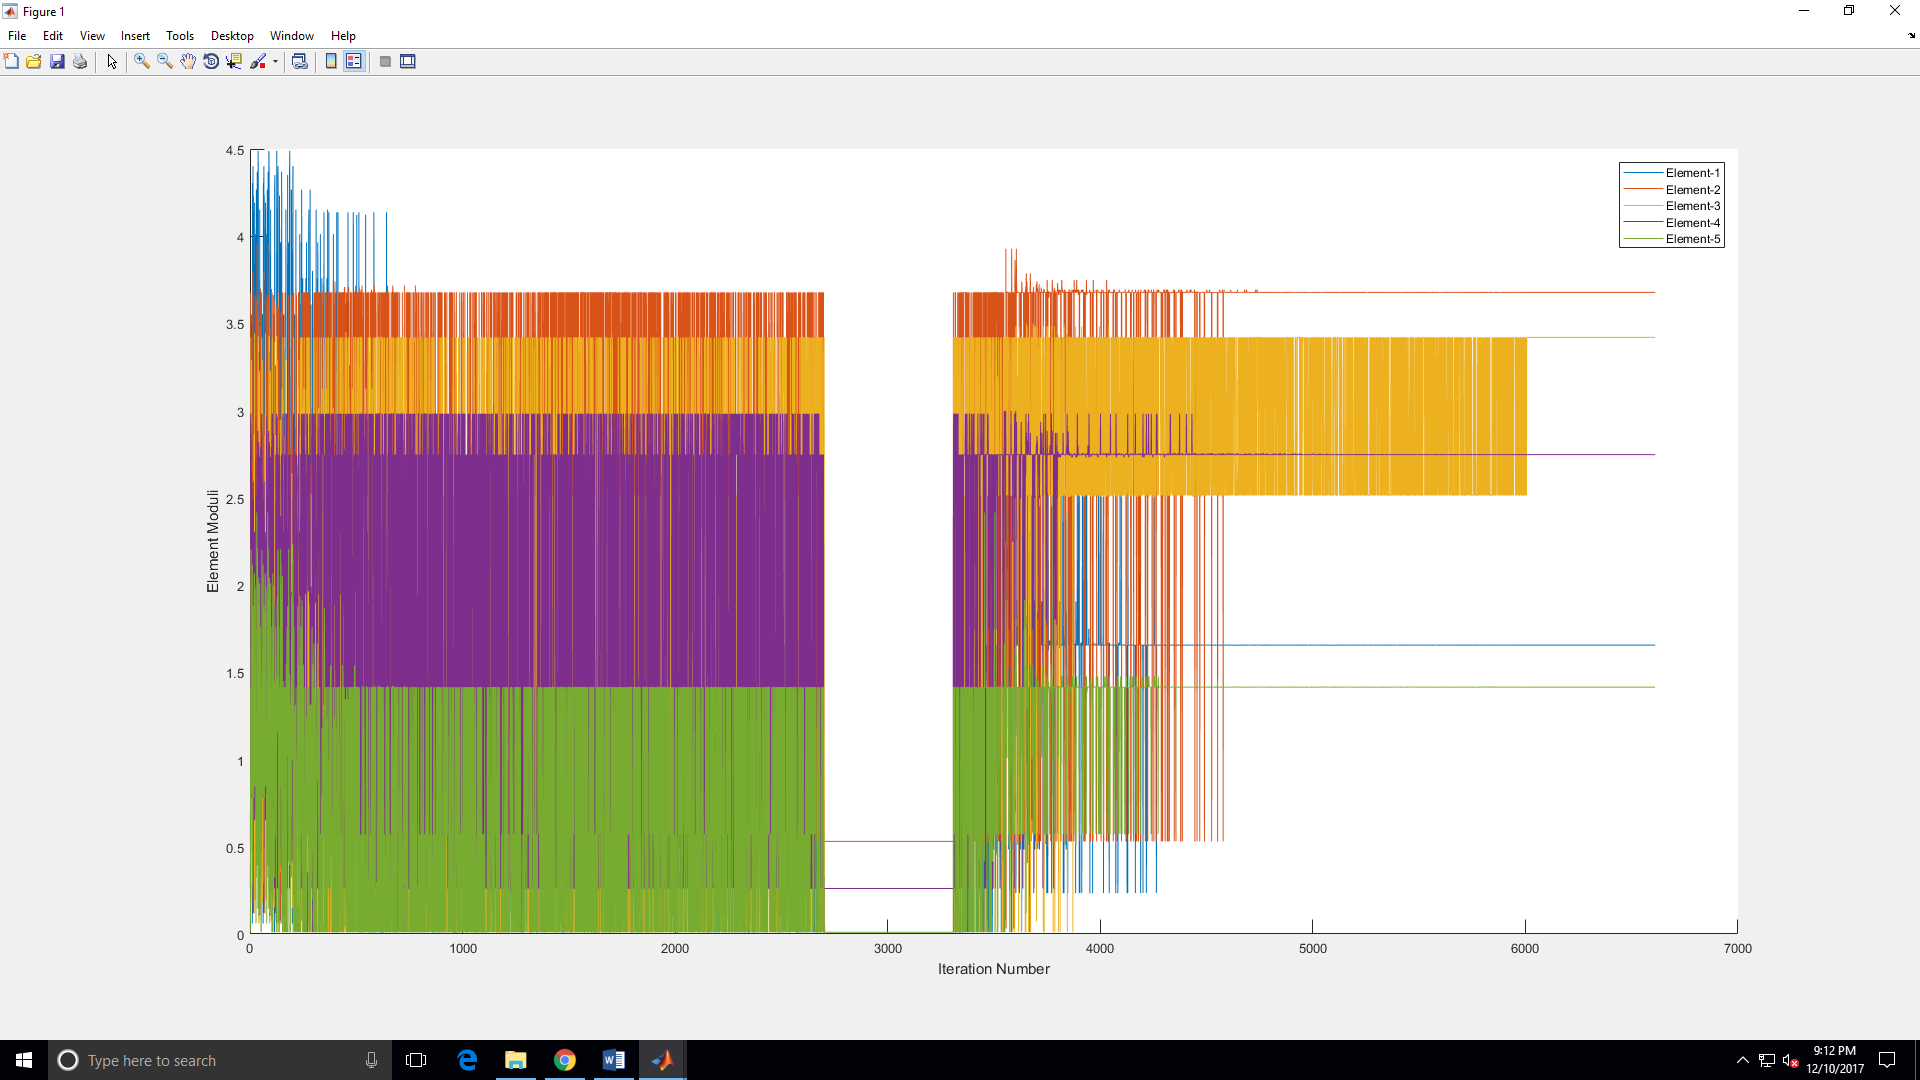 Figure 1
File Edit View Insert Tools Desktop Window Help
4.5
4
3.5
3
2.5
2
1.5
1
0.5
0
Element Moduli
Element-1
Element-2
Element-3
Element-4
Element-5
0 1000 2000 3000 4000 5000 6000 7000
Iteration Number
Type here to search
9:12 PM
12/10/2017